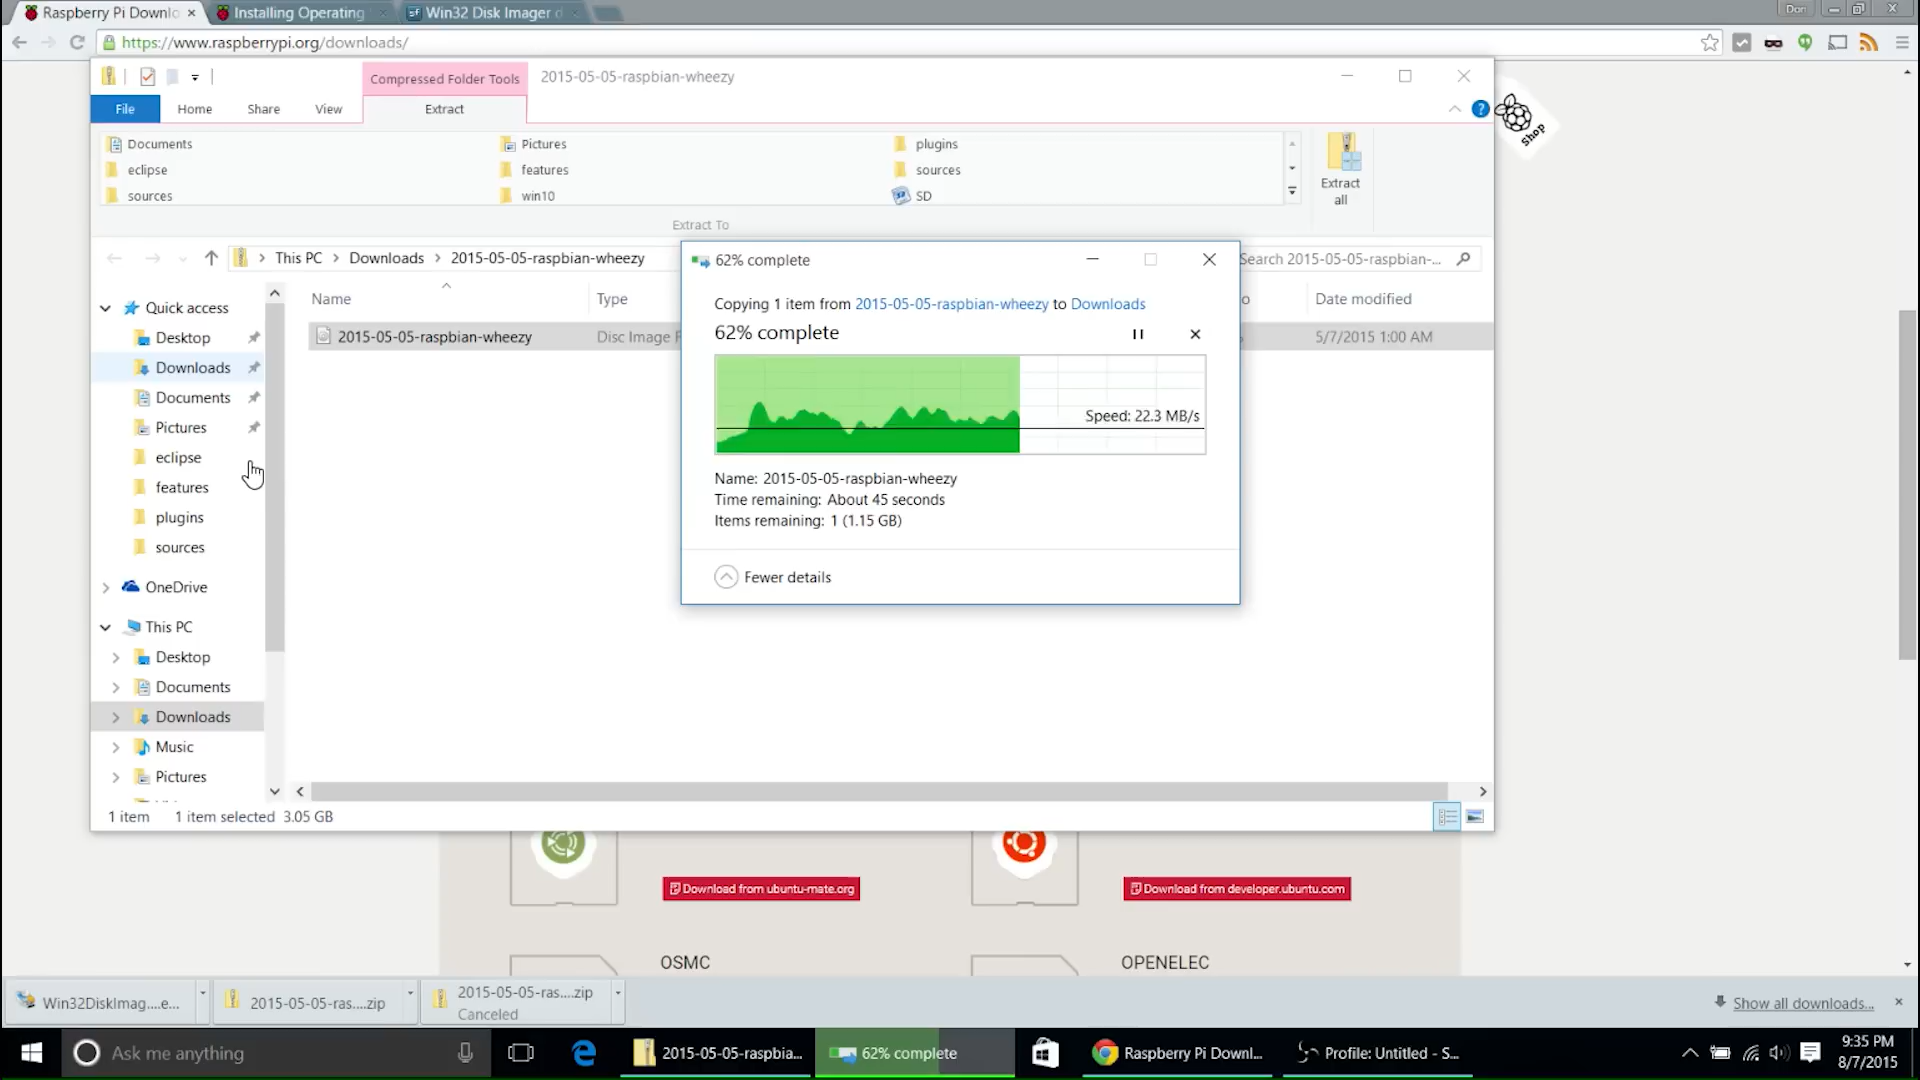 Raspberry Pi Downlo
Installing Operating
Win32 Disk Imager d
Don
https://www.raspberrypi.org/downloads/
Compressed Folder Tools
2015-05-05-raspbian-wheezy
File
Home
Share
View
Extract
Documents
Pictures
plugins
eclipse
features
sources
sources
win10
SD
Extract
all
Extract To
shop
This PC
Downloads
2015-05-05-raspbian-wheezy
Search 2015-05-05-raspbian-...
Name
Type
Date modified
2015-05-05-raspbian-wheezy
Disc Image F
5/7/2015 1:00 AM
62% complete
Copying 1 item from 2015-05-05-raspbian-wheezy to Downloads
62% complete
Speed: 22.3 MB/s
Name: 2015-05-05-raspbian-wheezy
Time remaining: About 45 seconds
Items remaining: 1 (1.15 GB)
Fewer details
Quick access
Desktop
Downloads
Documents
Pictures
eclipse
features
plugins
sources
OneDrive
This PC
Desktop
Documents
Downloads
Music
Pictures
1 item
1 item selected 3.05 GB
Download from ubuntu-mate.org
Download from developer.ubuntu.com
OSMC
OPENELEC
Win32DiskImag....e...
2015-05-05-ras....zip
2015-05-05-ras....zip
Canceled
Show all downloads...
Ask me anything
2015-05-05-raspbia...
62% complete
Raspberry Pi Downl...
Profile: Untitled - S...
9:35 PM
8/7/2015